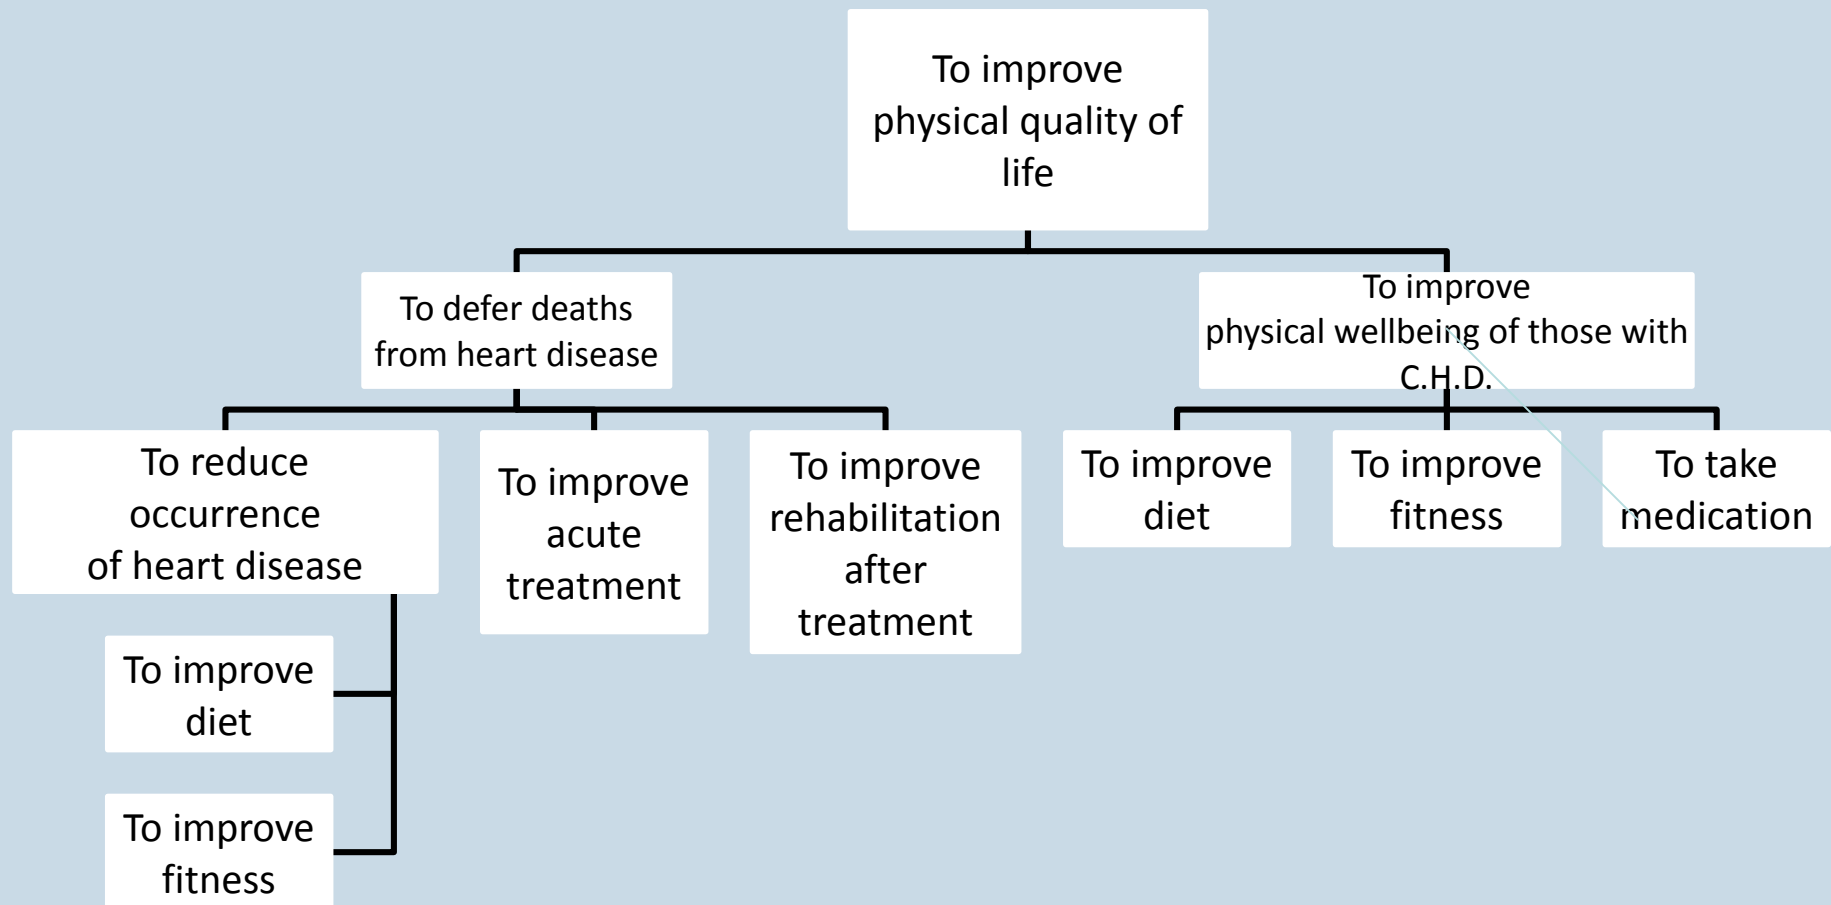 To improve
physical quality of
life
To defer deaths
from heart disease
To improve
physical wellbeing of those with
C.H.D.
To reduce
occurrence
of heart disease
To improve
acute
treatment
To improve
rehabilitation
after
treatment
To improve
diet
To improve
fitness
To take
medication
To improve
diet
To improve
fitness